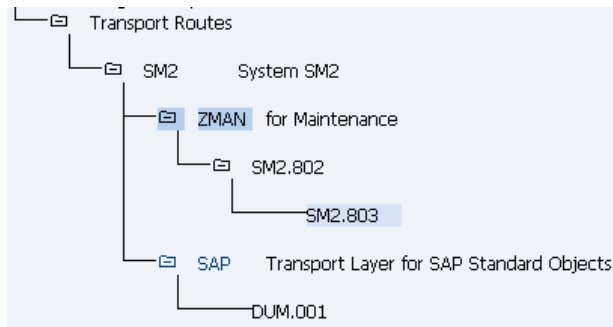 Transport Routes
SM2 System SM2
ZMAN for Maintenance
SM2.802
SM2.803
SAP Transport Layer for SAP Standard Objects
DUM.001